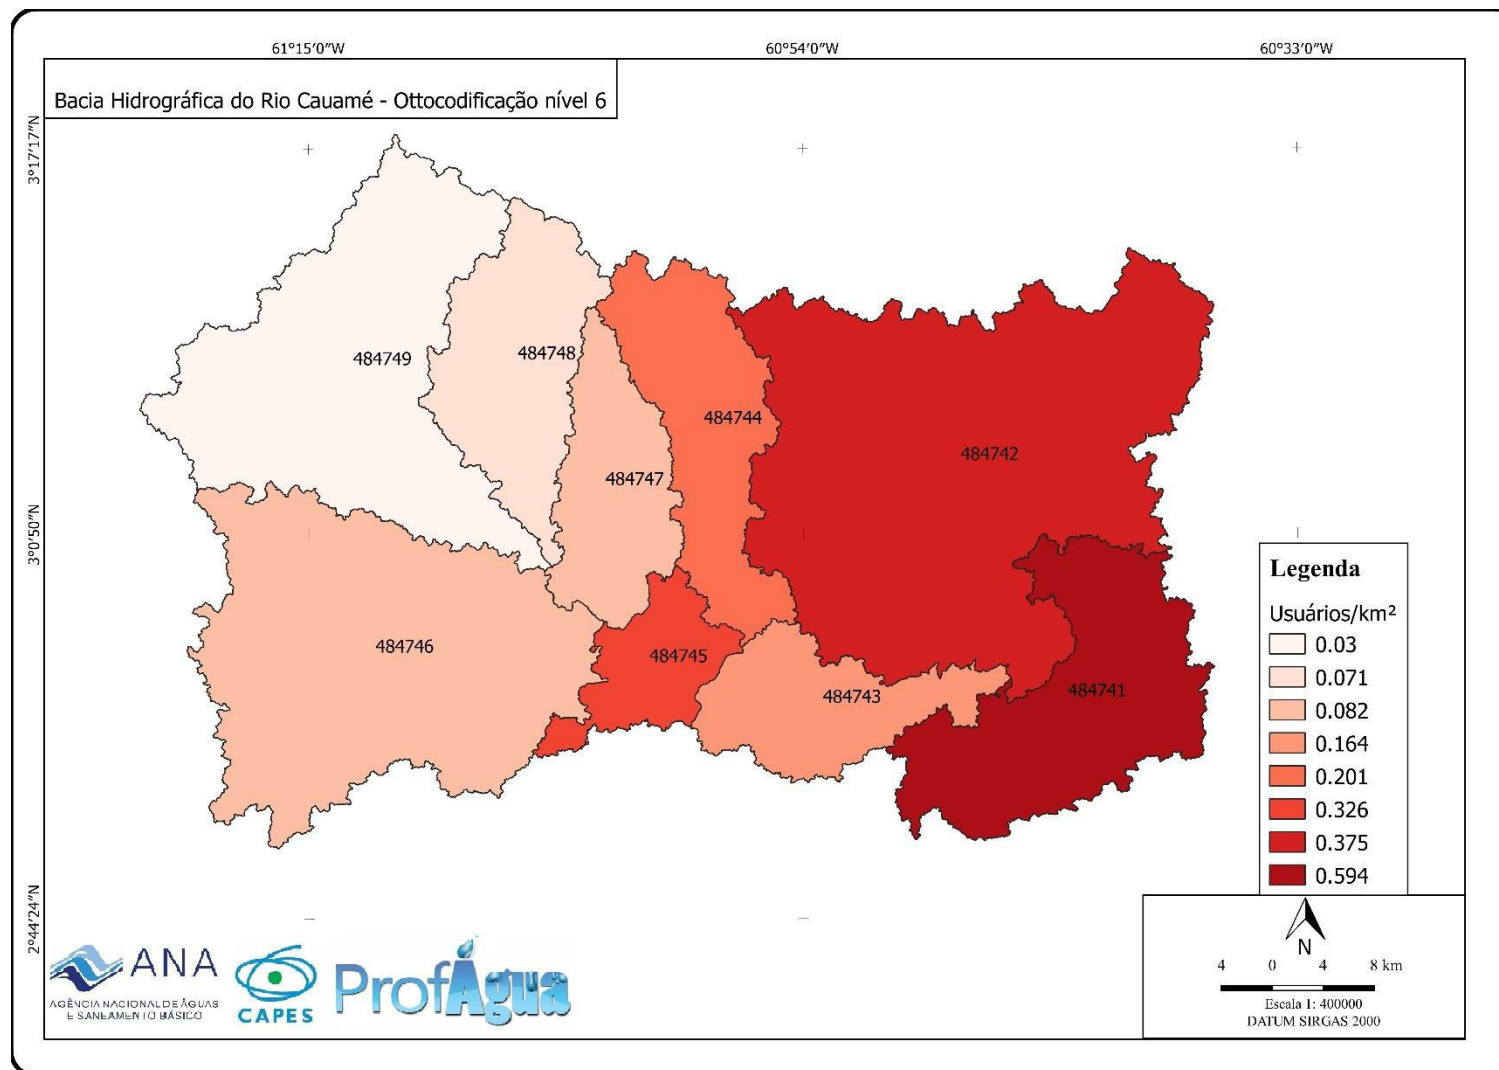 61°15′0″W
60°54′0″W
60°33′0″W
Bacia Hidrográfica do Rio Cauamé - Ottocodificação nível 6
3°17′17″N
3°0′50″N
2°44′24″N
484749
484748
484744
484742
484747
484746
484745
484743
484741
Legenda
Usuários/km²
0.03
0.071
0.082
0.164
0.201
0.326
0.375
0.594
N
4 0 4 8 km
Escala 1: 400000
DATUM SIRGAS 2000
ANA
AGÊNCIA NACIONAL DE ÁGUAS
E SANEAMENTO BÁSICO
CAPES
ProfÁgua